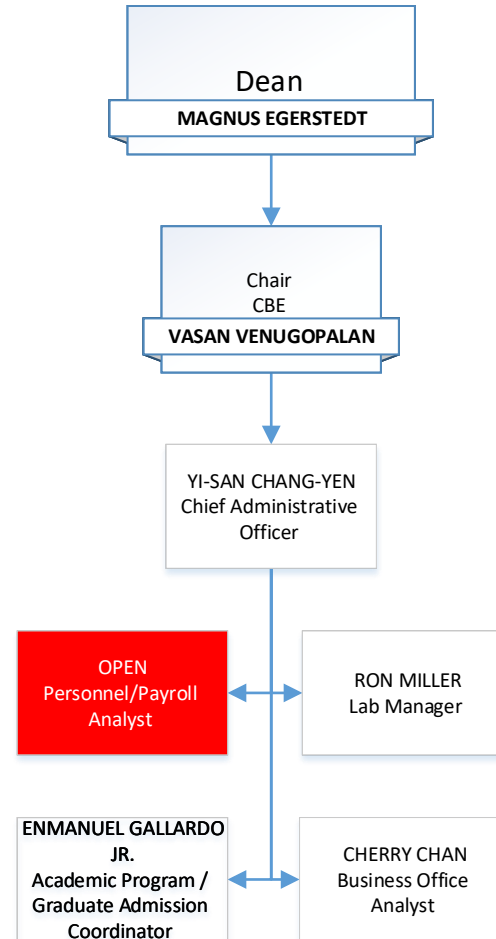 Dean
MAGNUS EGERSTEDT
Chair
CBE
VASAN VENUGOPALAN
YI-SAN CHANG-YEN
Chief Administrative
Officer
OPEN
Personnel/Payroll
Analyst
RON MILLER
Lab Manager
ENMANUEL GALLARDO
JR.
Academic Program /
Graduate Admission
Coordinator
CHERRY CHAN
Business Office
Analyst